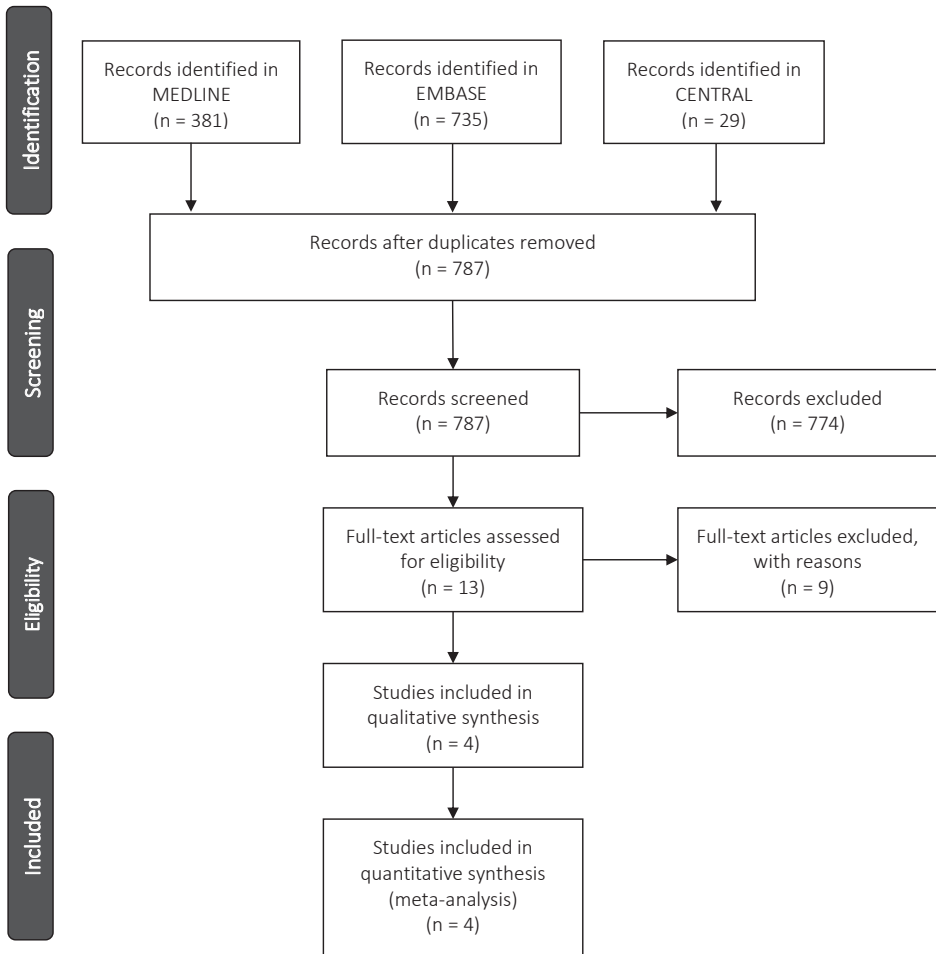 Identification
Records identified in
MEDLINE
(n = 381)
Records identified in
EMBASE
(n = 735)
Records identified in
CENTRAL
(n = 29)
Records after duplicates removed
(n = 787)
Screening
Records screened
(n = 787)
Records excluded
(n = 774)
Eligibility
Full-text articles assessed
for eligibility
(n = 13)
Full-text articles excluded,
with reasons
(n = 9)
Studies included in
qualitative synthesis
(n = 4)
Included
Studies included in
quantitative synthesis
(meta-analysis)
(n = 4)